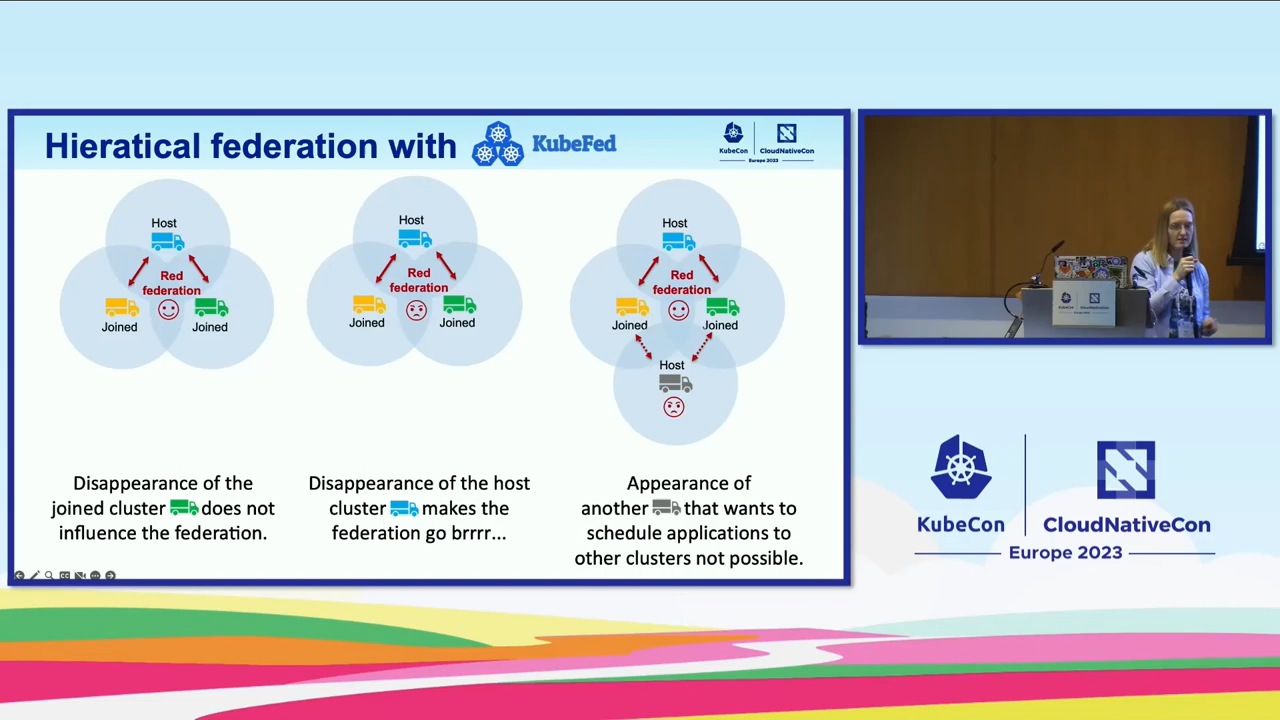 Hieratical federation with KubeFed
KubeCon CloudNativeCon
Europe 2023
Host
Red
federation
Joined
Joined
Disappearance of the
joined cluster does not
influence the federation.
Host
Red
federation
Joined
Joined
Disappearance of the host
cluster makes the
federation go brrrr...
Host
Red
federation
Joined
Joined
Host
Appearance of
another that wants to
schedule applications to
other clusters not possible.
KubeCon CloudNativeCon
Europe 2023